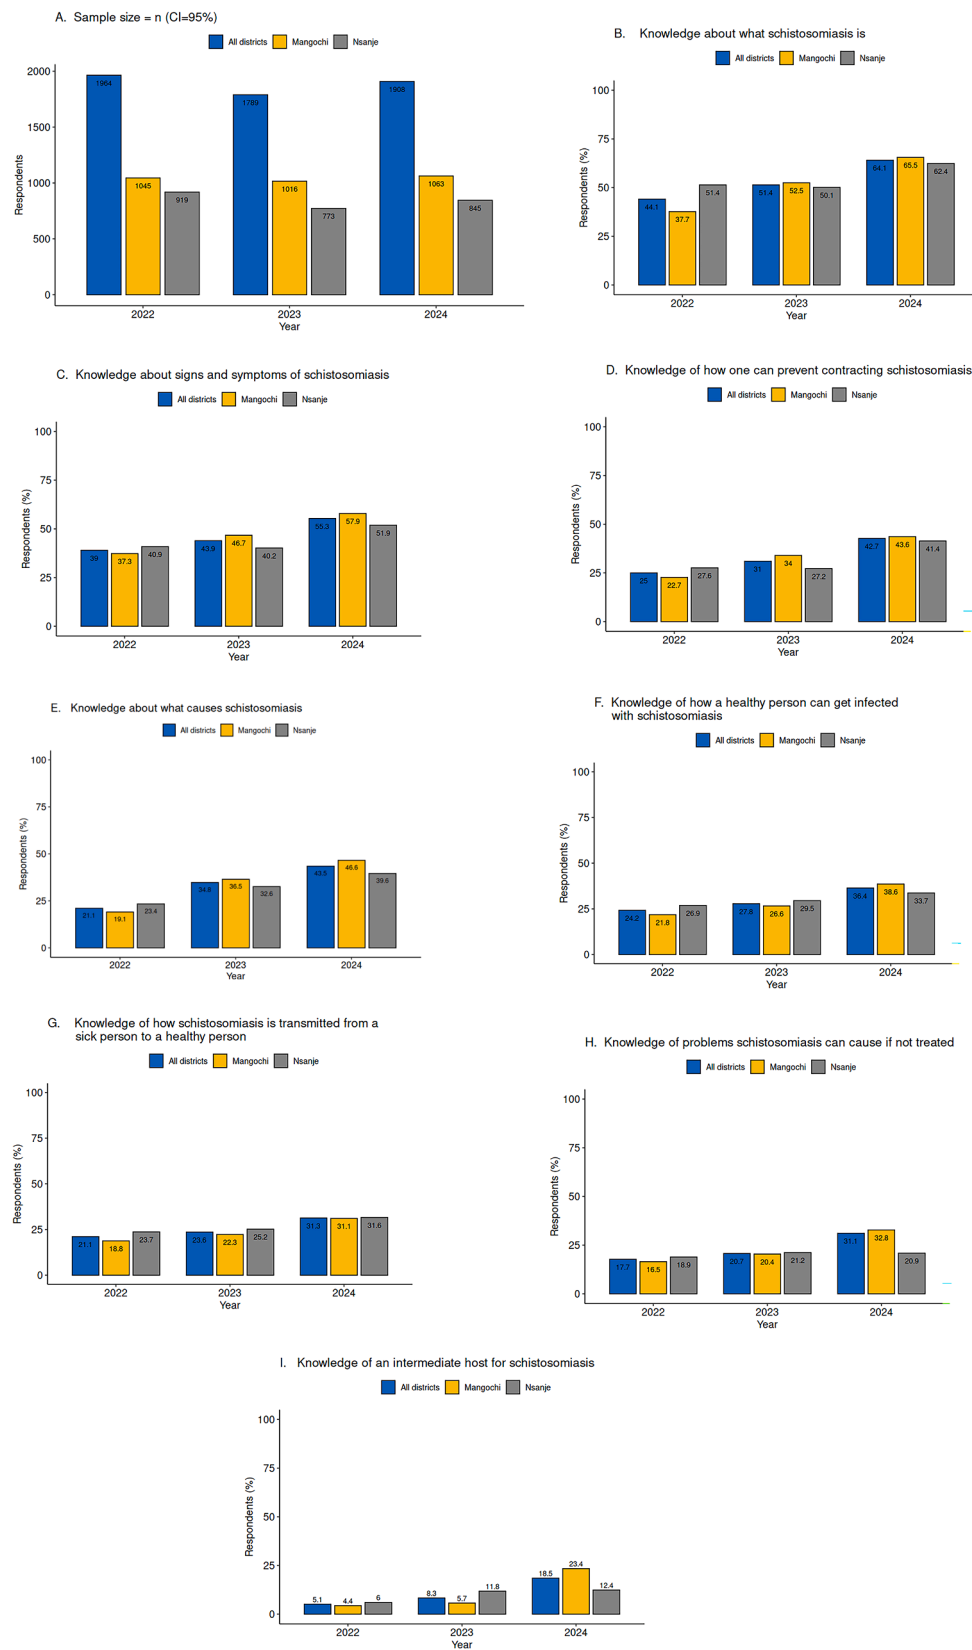 A. Sample size = n (CI=95%)
All districts Mangochi Nsanje
Respondents
2000
1500
1000
500
0
1964 1045 919
1789 1016 773
1908 1063 845
2022 2023 2024
Year
B. Knowledge about what schistosomiasis is
All districts Mangochi Nsanje
Respondents (%)
100
75
50
25
0
44.1 37.7 51.4
51.4 52.5 50.1
64.1 65.5 62.4
2022 2023 2024
Year
C. Knowledge about signs and symptoms of schistosomiasis
All districts Mangochi Nsanje
Respondents (%)
100
75
50
25
0
39 37.3 40.9
43.9 46.7 40.2
55.3 57.9 51.9
2022 2023 2024
Year
D. Knowledge of how one can prevent contracting schistosomiasis
All districts Mangochi Nsanje
Respondents (%)
100
75
50
25
0
25 22.7 27.6
31 34 27.2
42.7 43.6 41.4
2022 2023 2024
Year
E. Knowledge about what causes schistosomiasis
All districts Mangochi Nsanje
Respondents (%)
100
75
50
25
0
21.1 19.1 23.4
34.8 36.5 32.6
43.5 46.6 39.6
2022 2023 2024
Year
F. Knowledge of how a healthy person can get infected
with schistosomiasis
All districts Mangochi Nsanje
Respondents (%)
100
75
50
25
0
24.2 21.8 26.9
27.8 26.6 29.5
36.4 38.6 33.7
2022 2023 2024
Year
G. Knowledge of how schistosomiasis is transmitted from a
sick person to a healthy person
All districts Mangochi Nsanje
Respondents (%)
100
75
50
25
0
21.1 18.8 23.7
23.6 22.3 25.2
31.3 31.1 31.6
2022 2023 2024
Year
H. Knowledge of problems schistosomiasis can cause if not treated
All districts Mangochi Nsanje
Respondents (%)
100
75
50
25
0
17.7 16.5 18.9
20.7 20.4 21.2
31.1 32.8 20.9
2022 2023 2024
Year
I. Knowledge of an intermediate host for schistosomiasis
All districts Mangochi Nsanje
Respondents (%)
100
75
50
25
0
5.1 4.4 6
8.3 5.7 11.8
18.5 23.4 12.4
2022 2023 2024
Year